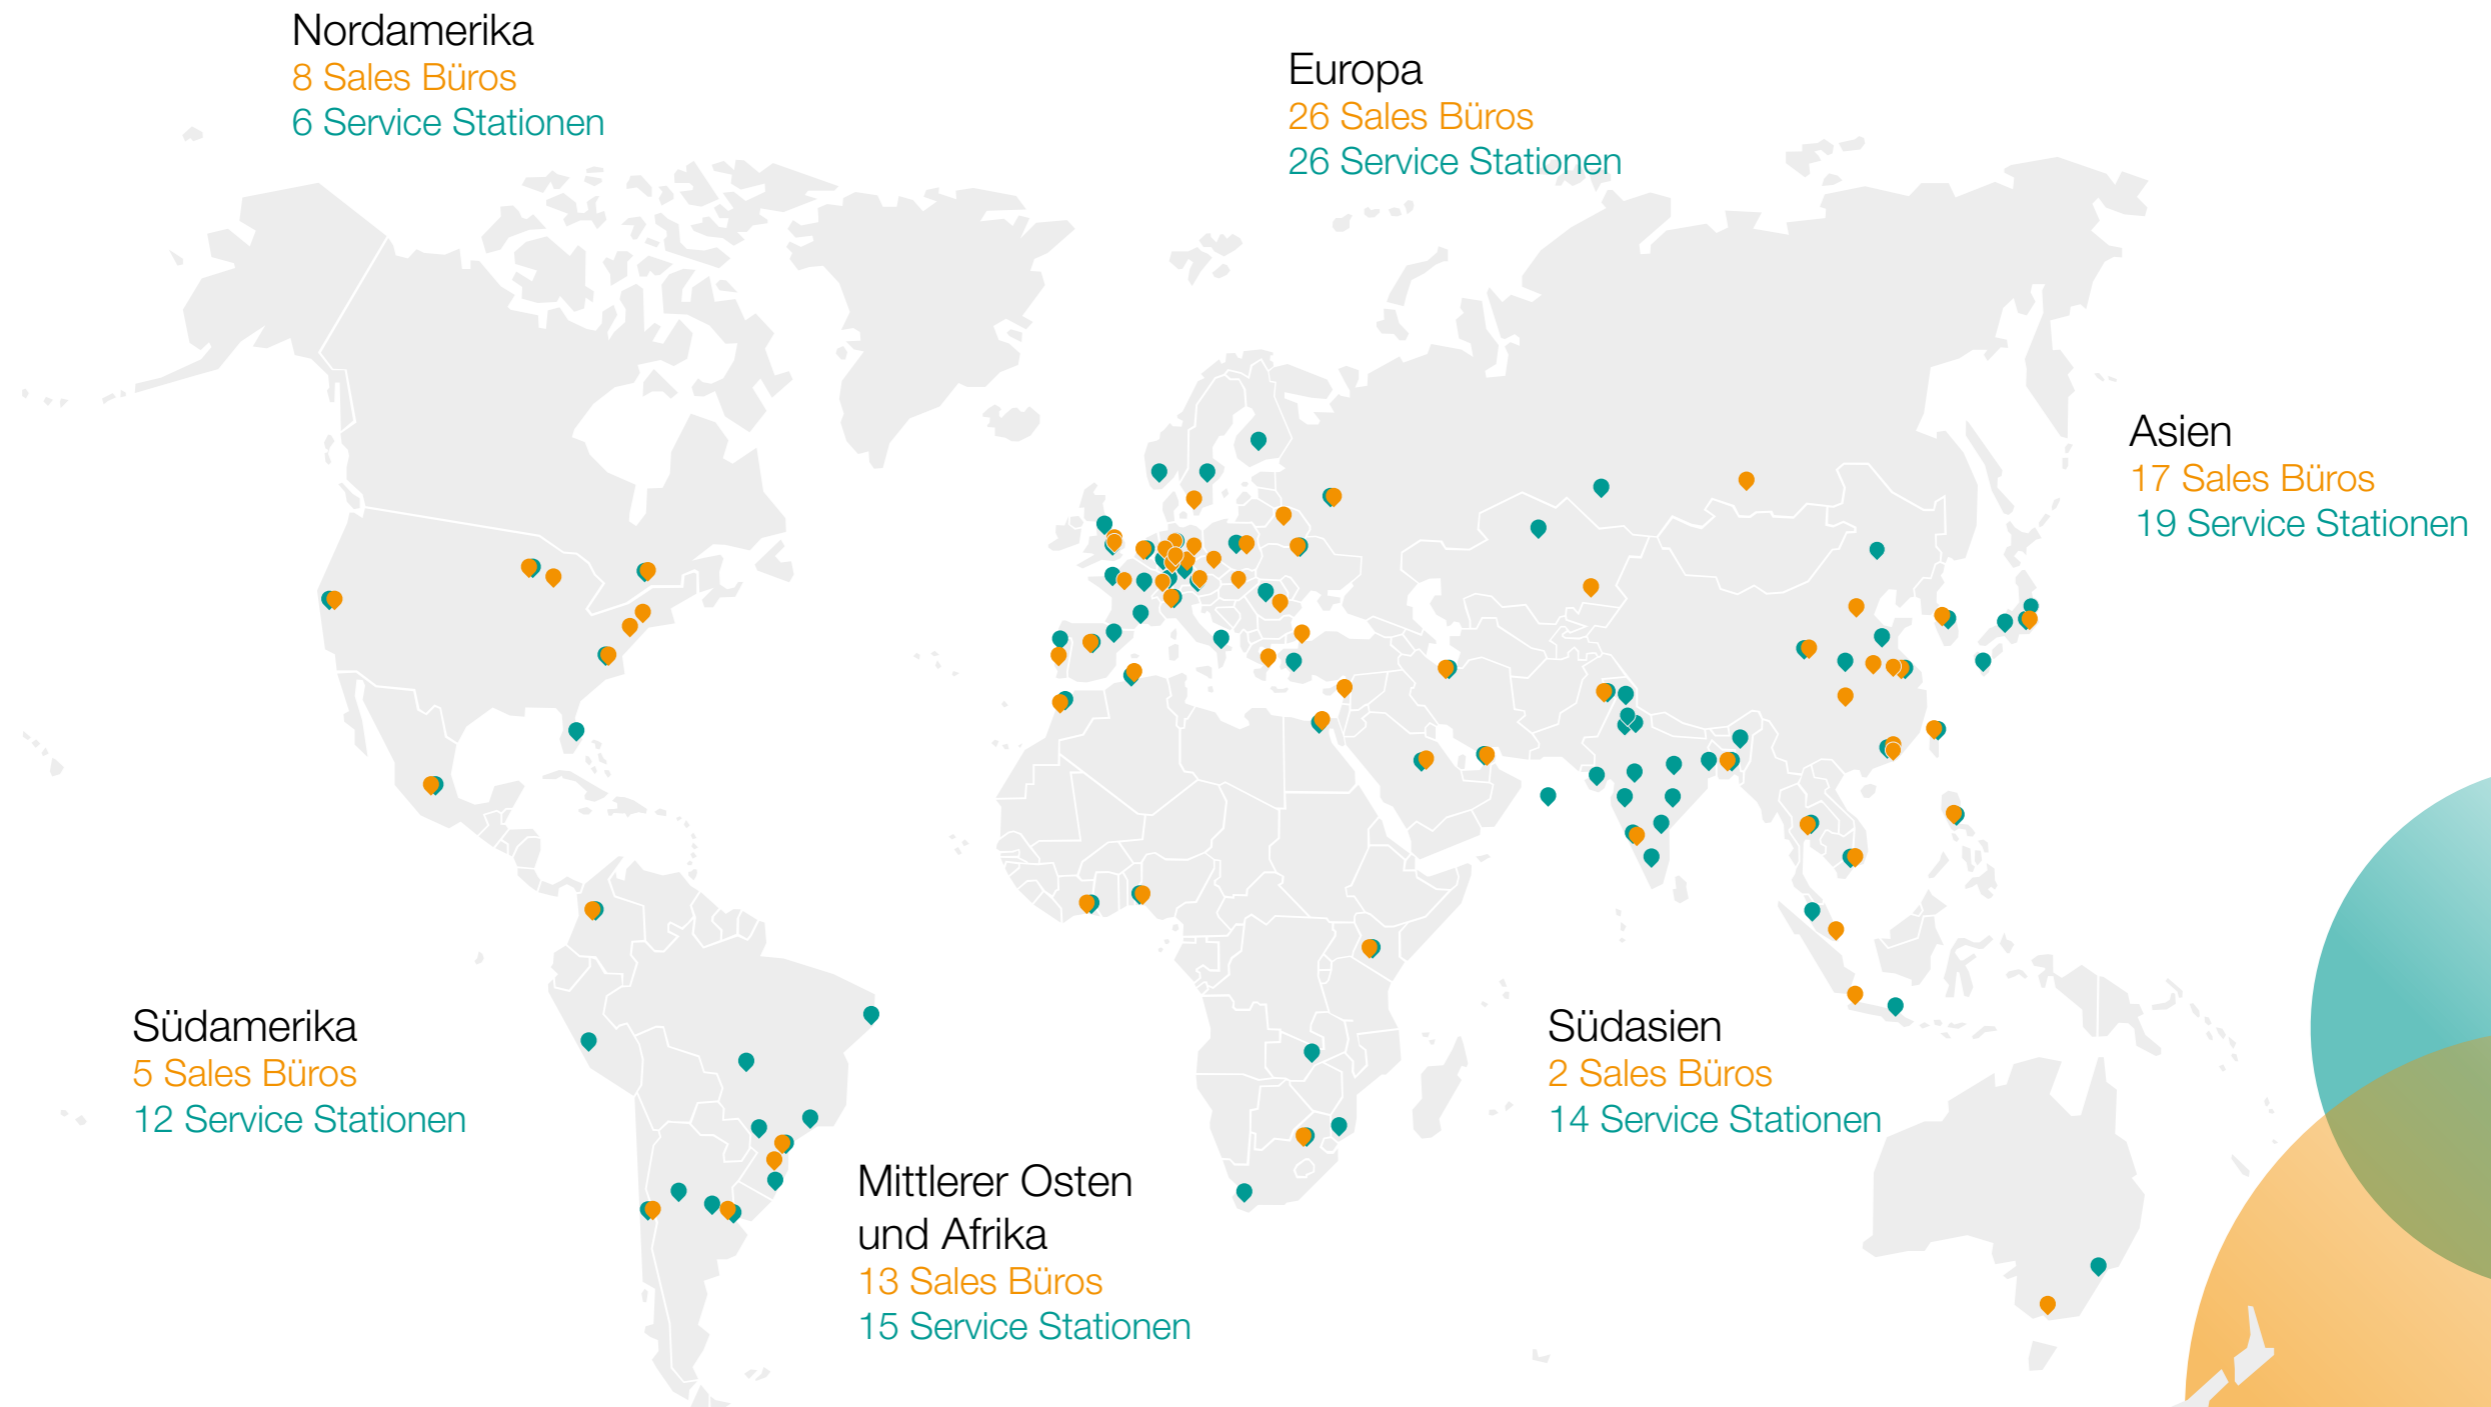 Nordamerika
8 Sales Büros
6 Service Stationen
Europa
26 Sales Büros
26 Service Stationen
Asien
17 Sales Büros
19 Service Stationen
Südamerika
5 Sales Büros
12 Service Stationen
Mittlerer Osten
und Afrika
13 Sales Büros
15 Service Stationen
Südasien
2 Sales Büros
14 Service Stationen